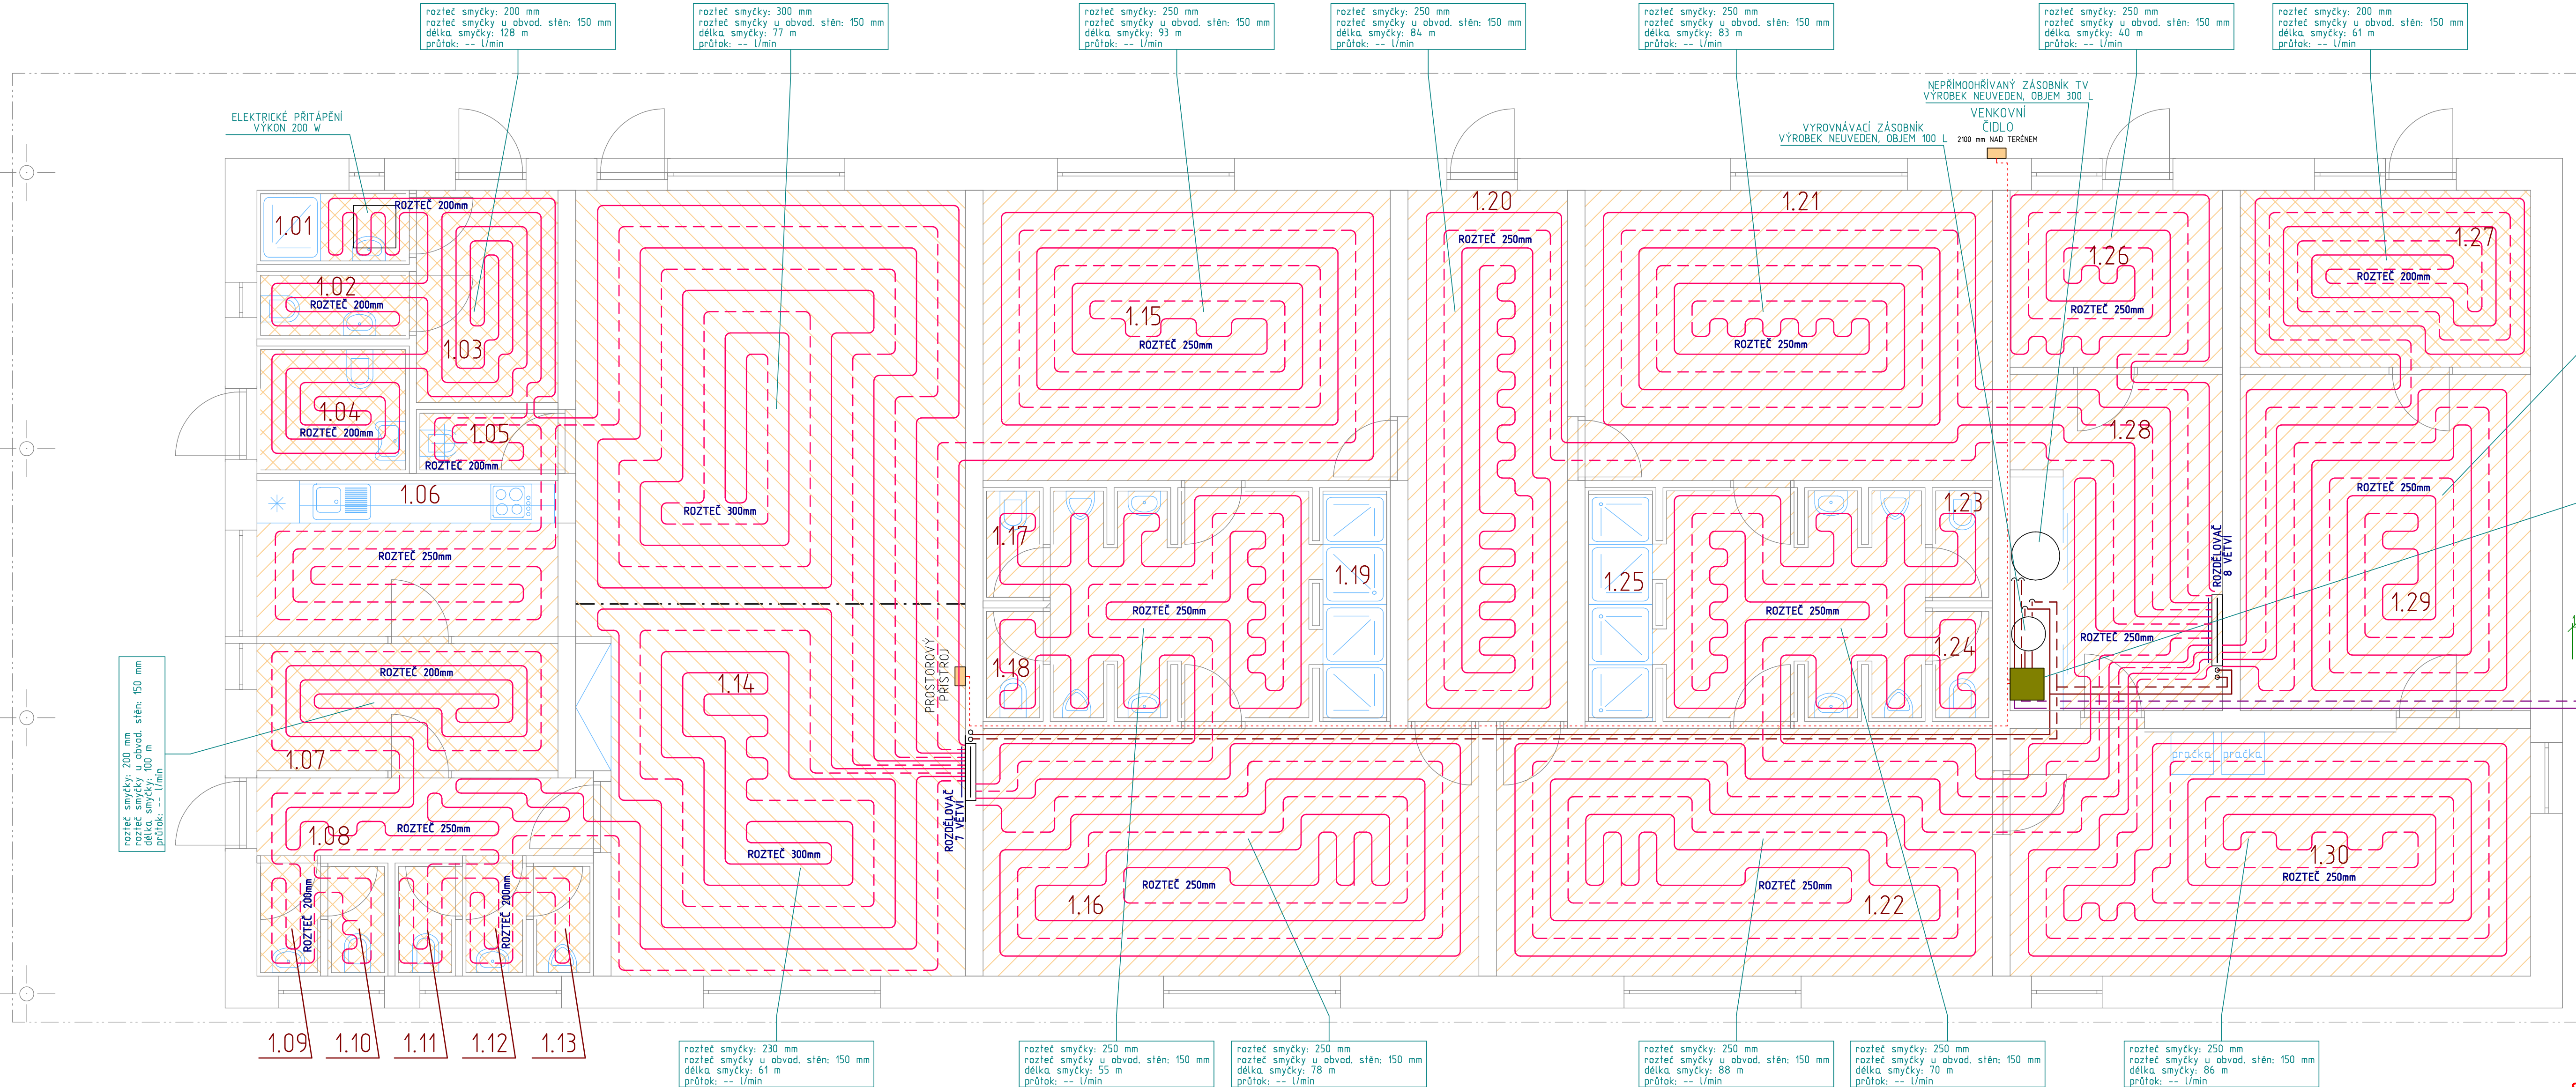 rozteč smyčky: 200 mm
rozteč smyčky u obvod. stěn: 150 mm
délka smyčky: 128 m
průtok: -- l/min
rozteč smyčky: 300 mm
rozteč smyčky u obvod. stěn: 150 mm
délka smyčky: 77 m
průtok: -- l/min
rozteč smyčky: 250 mm
rozteč smyčky u obvod. stěn: 150 mm
délka smyčky: 93 m
průtok: -- l/min
rozteč smyčky: 250 mm
rozteč smyčky u obvod. stěn: 150 mm
délka smyčky: 84 m
průtok: -- l/min
rozteč smyčky: 250 mm
rozteč smyčky u obvod. stěn: 150 mm
délka smyčky: 83 m
průtok: -- l/min
rozteč smyčky: 250 mm
rozteč smyčky u obvod. stěn: 150 mm
délka smyčky: 40 m
průtok: -- l/min
rozteč smyčky: 200 mm
rozteč smyčky u obvod. stěn: 150 mm
délka smyčky: 61 m
průtok: -- l/min
ELEKTRICKÉ PŘITÁPĚNÍ
VÝKON 200 W
NEPŘÍMOOHŘÍVANÝ ZÁSOBNÍK TV
VÝROBEK NEUVEDEN, OBJEM 300 L
VENKOVNÍ
ČIDLO
2100 mm NAD TERÉNEM
VYROVNÁVACÍ ZÁSOBNÍK
VÝROBEK NEUVEDEN, OBJEM 100 L
1.01
ROZTEČ 200mm
1.02
ROZTEČ 200mm
1.03
1.04
ROZTEČ 200mm
1.05
ROZTEČ 200mm
1.06
ROZTEČ 250mm
ROZTEČ 300mm
1.15
ROZTEČ 250mm
1.20
ROZTEČ 250mm
1.21
ROZTEČ 250mm
1.26
ROZTEČ 250mm
1.27
ROZTEČ 200mm
1.28
ROZTEČ 250mm
1.29
ROZTEČ 250mm
ROZDĚLOVAČ
8 VĚTVÍ
1.17
1.18
ROZTEČ 250mm
1.19
1.25
ROZTEČ 250mm
1.23
1.24
ROZTEČ 200mm
1.07
rozteč smyčky: 200 mm
rozteč smyčky u obvod. stěn: 150 mm
délka smyčky: 100 m
průtok: -- l/min
1.14
ROZTEČ 300mm
PROSTOROVÝ
PŘÍSTROJ
ROZDĚLOVAČ
7 VĚTVÍ
1.08
ROZTEČ 250mm
ROZTEČ 200mm
ROZTEČ 200mm
1.16
ROZTEČ 250mm
1.22
ROZTEČ 250mm
pračka
pračka
1.30
ROZTEČ 250mm
1.09
1.10
1.11
1.12
1.13
rozteč smyčky: 230 mm
rozteč smyčky u obvod. stěn: 150 mm
délka smyčky: 61 m
průtok: -- l/min
rozteč smyčky: 250 mm
rozteč smyčky u obvod. stěn: 150 mm
délka smyčky: 55 m
průtok: -- l/min
rozteč smyčky: 250 mm
rozteč smyčky u obvod. stěn: 150 mm
délka smyčky: 78 m
průtok: -- l/min
rozteč smyčky: 250 mm
rozteč smyčky u obvod. stěn: 150 mm
délka smyčky: 88 m
průtok: -- l/min
rozteč smyčky: 250 mm
rozteč smyčky u obvod. stěn: 150 mm
délka smyčky: 70 m
průtok: -- l/min
rozteč smyčky: 250 mm
rozteč smyčky u obvod. stěn: 150 mm
délka smyčky: 86 m
průtok: -- l/min